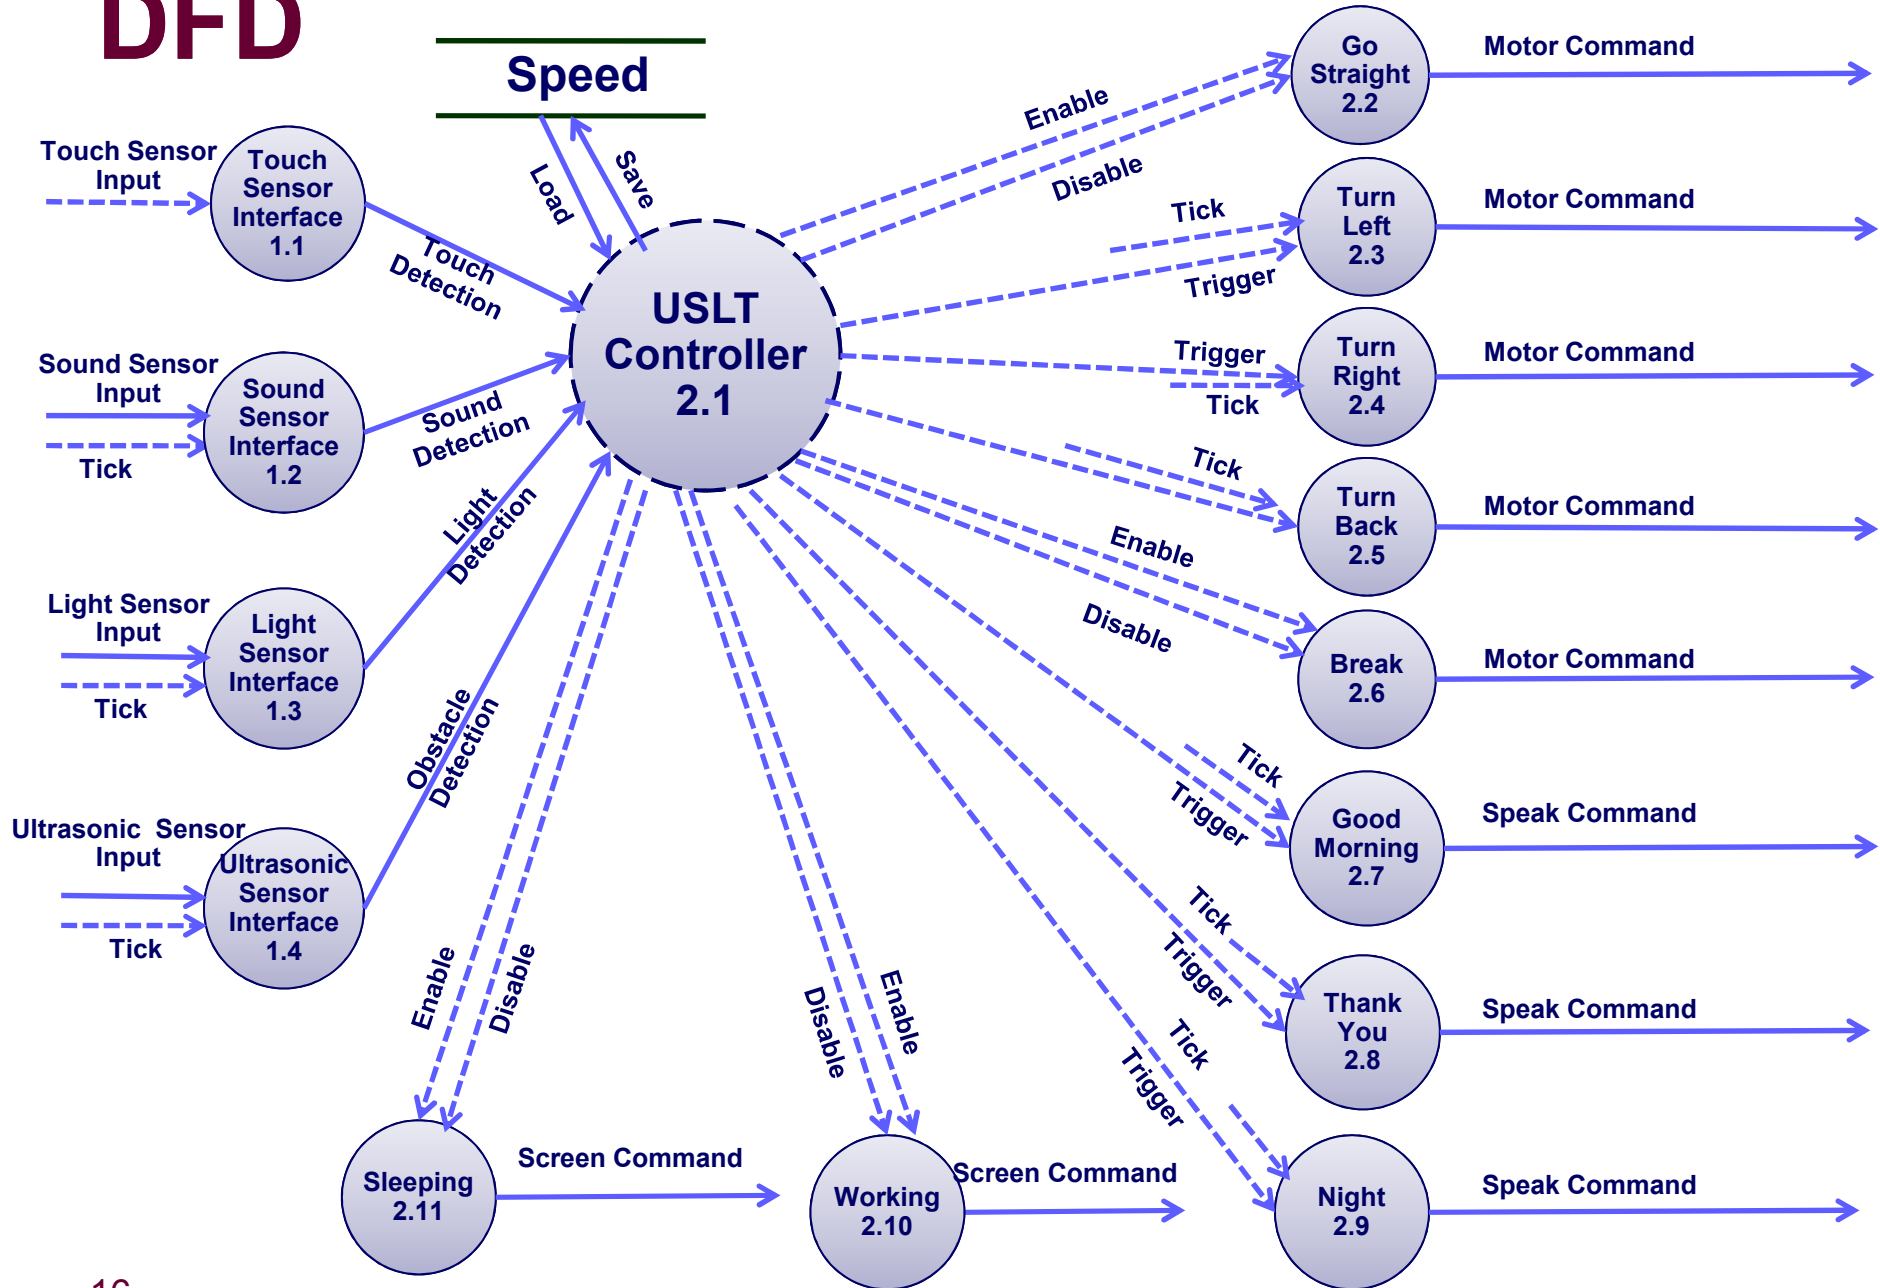 DFD
Speed
Load
Save
Touch Sensor
Input
Touch
Sensor
Interface
1.1
Touch
Detection
Sound Sensor
Input
Tick
Sound
Sensor
Interface
1.2
Sound
Detection
Light Sensor
Input
Tick
Light
Sensor
Interface
1.3
Light
Detection
Ultrasonic  Sensor
Input
Tick
Ultrasonic
Sensor
Interface
1.4
Obstacle
Detection
USLT
Controller
2.1
Enable
Disable
Go
Straight
2.2
Motor Command
Tick
Trigger
Turn
Left
2.3
Motor Command
Trigger
Tick
Turn
Right
2.4
Motor Command
Tick
Turn
Back
2.5
Motor Command
Enable
Disable
Break
2.6
Motor Command
Tick
Trigger
Good
Morning
2.7
Speak Command
Tick
Trigger
Thank
You
2.8
Speak Command
Tick
Trigger
Night
2.9
Speak Command
Enable
Disable
Sleeping
2.11
Screen Command
Disable
Enable
Working
2.10
Screen Command
16